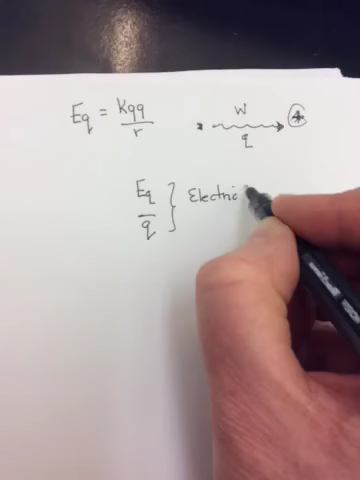 Eq = Kqq/r
W
q
Eq/q } Electric